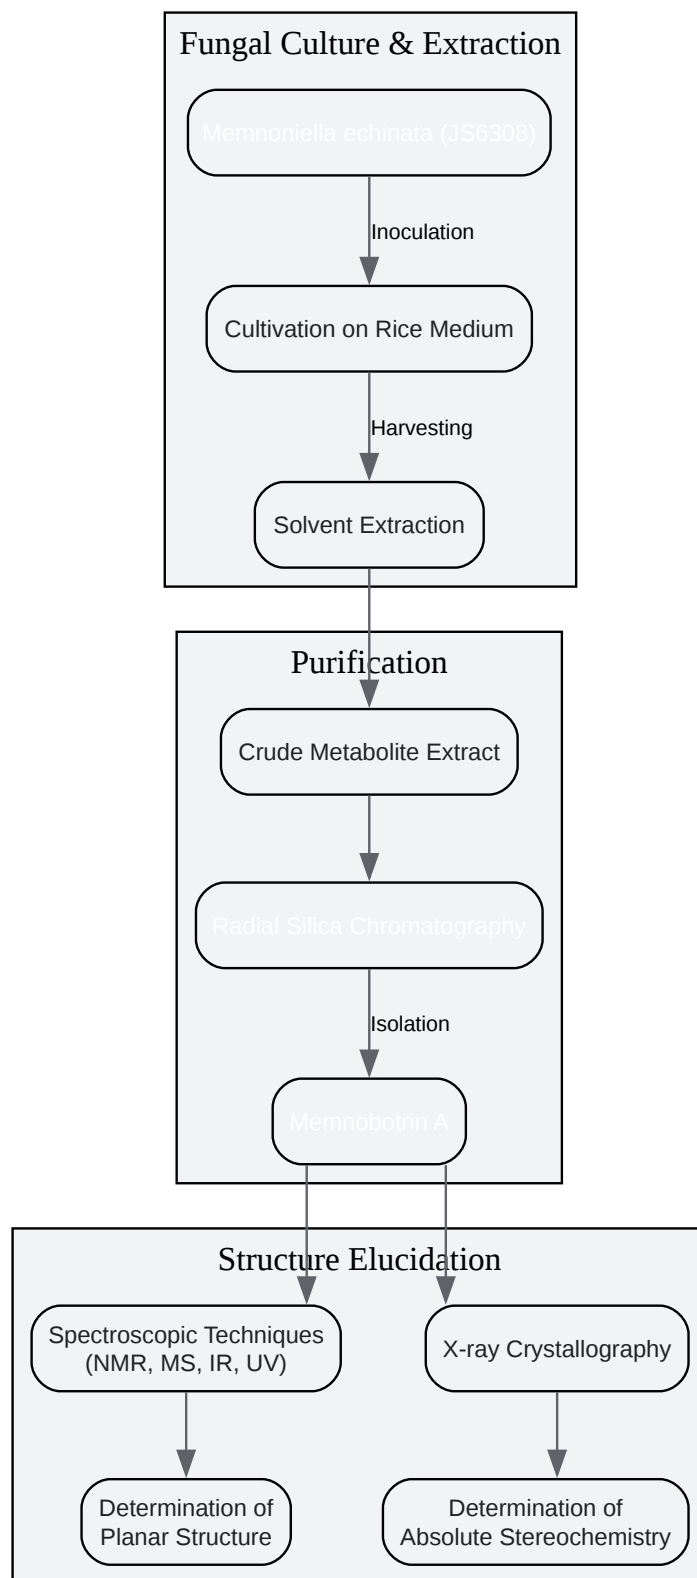 Fungal Culture & Extraction
Memnoniella echinata (JS6308)
Inoculation
Cultivation on Rice Medium
Harvesting
Solvent Extraction
Purification
Crude Metabolite Extract
Radial Silica Chromatography
Isolation
Memnobotrin A
Structure Elucidation
Spectroscopic Techniques
(NMR, MS, IR, UV)
X-ray Crystallography
Determination of
Planar Structure
Determination of
Absolute Stereochemistry